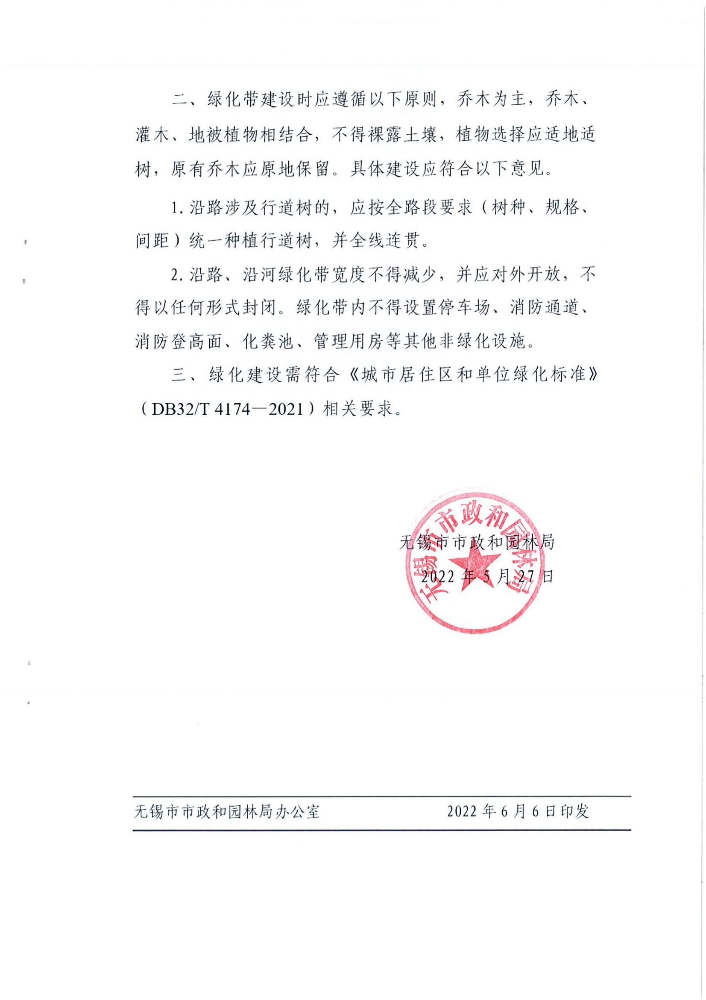 二、绿化带建设时应遵循以下原则，乔木为主，乔木、
灌木、地被植物相结合，不得裸露土壤，植物选择应适地适
树，原有乔木应原地保留。具体建设应符合以下意见。
1. 沿路涉及行道树的，应按全路段要求（树种、规格、
间距）统一种植行道树，并全线连贯。
2. 沿路、沿河绿化带宽度不得减少，并应对外开放，不
得以任何形式封闭。绿化带内不得设置停车场、消防通道、
消防登高面、化粪池、管理用房等其他非绿化设施。
三、绿化建设需符合《城市居住区和单位绿化标准》
（DB32/T 4174—2021）相关要求。
无锡市市政和园林局
无锡市市政和园林局
2022 年 5 月 27 日
无锡市市政和园林局办公室 2022 年 6 月 6 日印发